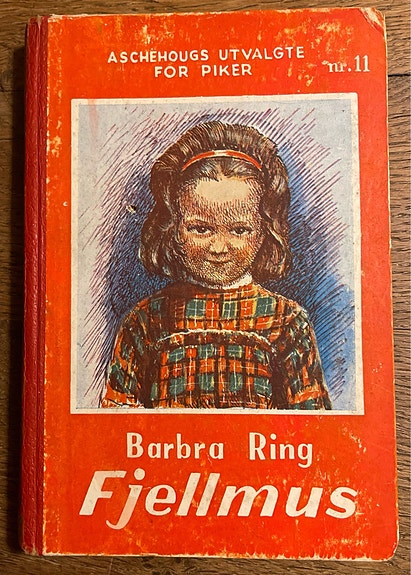 ASCHEHOUGS UTVALGTE
FOR PIKER
nr. 11
Barbra Ring
Fjellmus